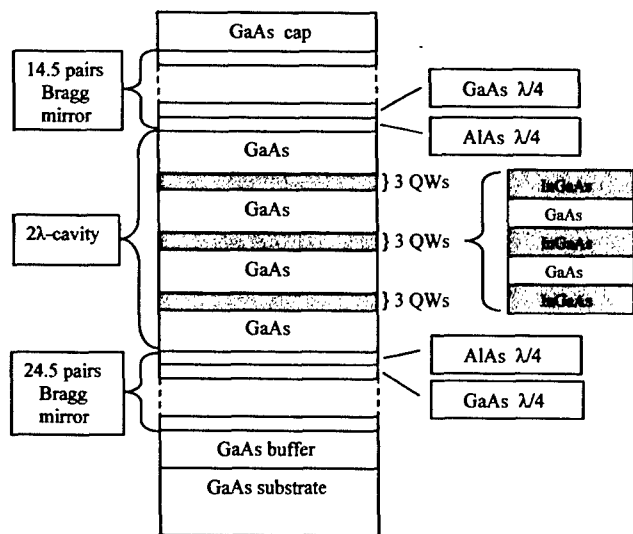 GaAs cap
14.5 pairs
Bragg
mirror
GaAs λ/4
AlAs λ/4
GaAs
} 3 QWs
GaAs
2λ-cavity
} 3 QWs
GaAs
} 3 QWs
GaAs
InGaAs
GaAs
InGaAs
GaAs
InGaAs
24.5 pairs
Bragg
mirror
AlAs λ/4
GaAs λ/4
GaAs buffer
GaAs substrate